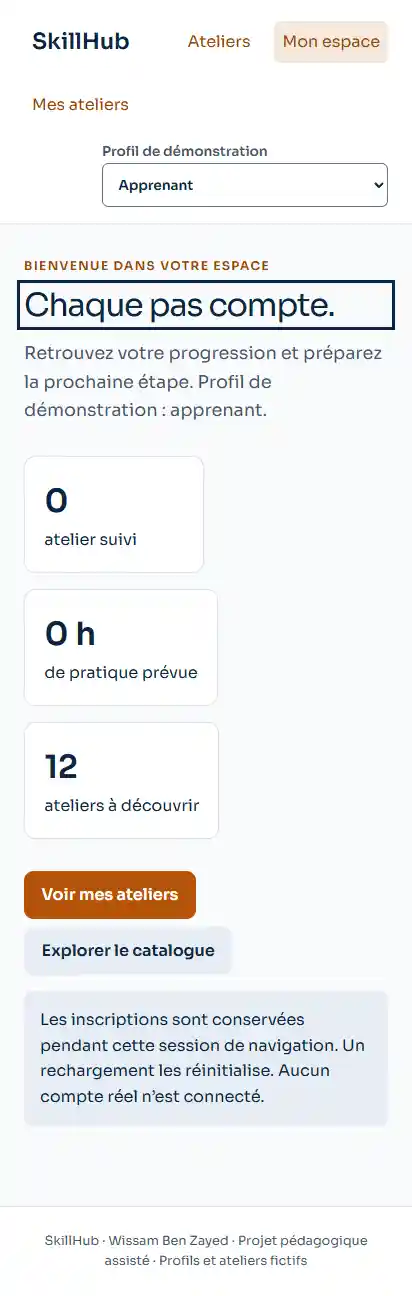 SkillHub
Ateliers
Mon espace
Mes ateliers
Profil de démonstration
Apprenant
BIENVENUE DANS VOTRE ESPACE
Chaque pas compte.
Retrouvez votre progression et préparez
la prochaine étape. Profil de
démonstration : apprenant.
0
atelier suivi
0 h
de pratique prévue
12
ateliers à découvrir
Voir mes ateliers
Explorer le catalogue
Les inscriptions sont conservées
pendant cette session de navigation. Un
rechargement les réinitialise. Aucun
compte réel n’est connecté.
SkillHub · Wissam Ben Zayed · Projet pédagogique
assisté · Profils et ateliers fictifs